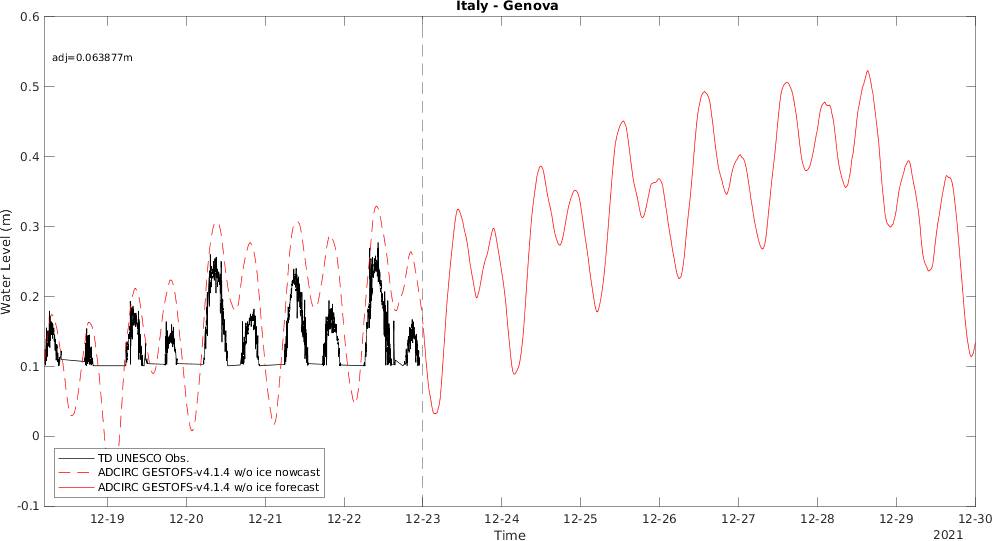 Italy - Genova
adj=0.063877m
Water Level (m)
0.6
0.5
0.4
0.3
0.2
0.1
0
-0.1
TD UNESCO Obs.
ADCIRC GESTOFS-v4.1.4 w/o ice nowcast
ADCIRC GESTOFS-v4.1.4 w/o ice forecast
12-19 12-20 12-21 12-22 12-23 12-24 12-25 12-26 12-27 12-28 12-29 12-30
Time
2021